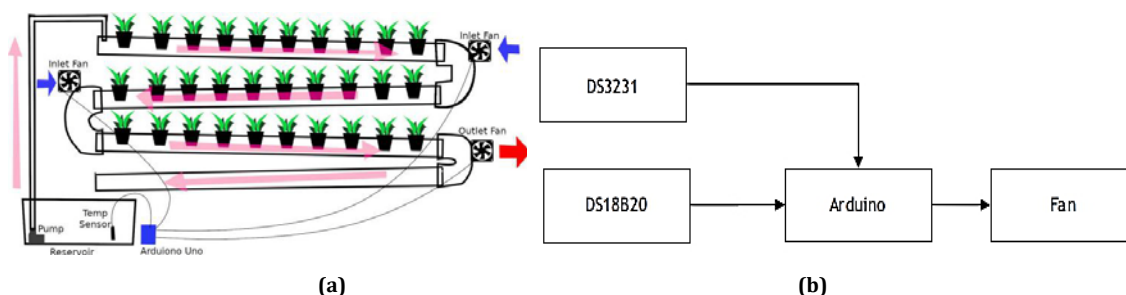 Inlet Fan
Inlet Fan
Outlet Fan
Temp
Sensor
Pump
Reservoir
Arduiono Uno
(a)
DS3231
DS18B20
Arduino
Fan
(b)